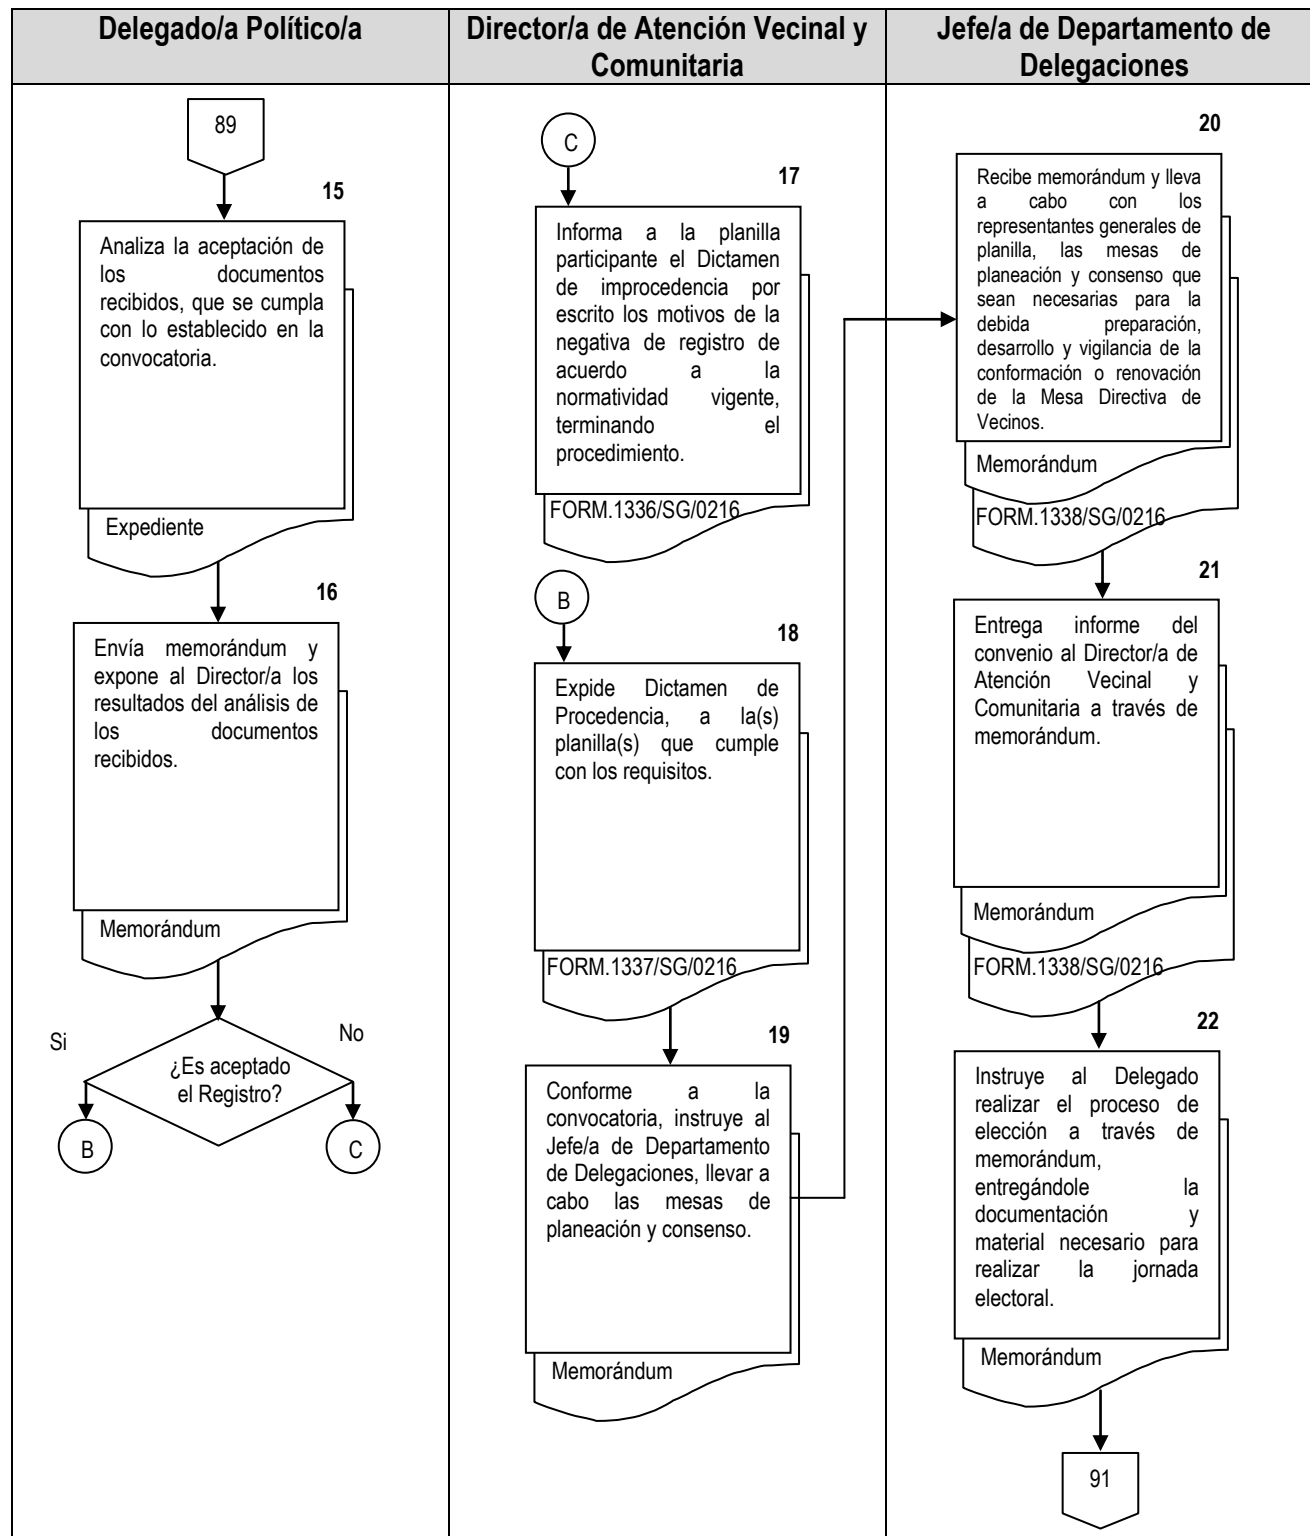 Delegado/a Político/a
Director/a de Atención Vecinal y
Comunitaria
Jefe/a de Departamento de
Delegaciones
89
15
Analiza la aceptación de
los documentos
recibidos, que se cumpla
con lo establecido en la
convocatoria.
Expediente
16
Envía memorándum y
expone al Director/a los
resultados del análisis de
los documentos
recibidos.
Memorándum
Si
No
¿Es aceptado
el Registro?
B
C
C
17
Informa a la planilla
participante el Dictamen
de improcedencia por
escrito los motivos de la
negativa de registro de
acuerdo a la
normatividad vigente,
terminando el
procedimiento.
FORM.1336/SG/0216
B
18
Expide Dictamen de
Procedencia, a la(s)
planilla(s) que cumple
con los requisitos.
FORM.1337/SG/0216
19
Conforme a la
convocatoria, instruye al
Jefe/a de Departamento
de Delegaciones, llevar a
cabo las mesas de
planeación y consenso.
Memorándum
20
Recibe memorándum y lleva
a cabo con los
representantes generales de
planilla, las mesas de
planeación y consenso que
sean necesarias para la
debida preparación,
desarrollo y vigilancia de la
conformación o renovación
de la Mesa Directiva de
Vecinos.
Memorándum
FORM.1338/SG/0216
21
Entrega informe del
convenio al Director/a de
Atención Vecinal y
Comunitaria a través de
memorándum.
Memorándum
FORM.1338/SG/0216
22
Instruye al Delegado
realizar el proceso de
elección a través de
memorándum,
entregándole la
documentación y
material necesario para
realizar la jornada
electoral.
Memorándum
91